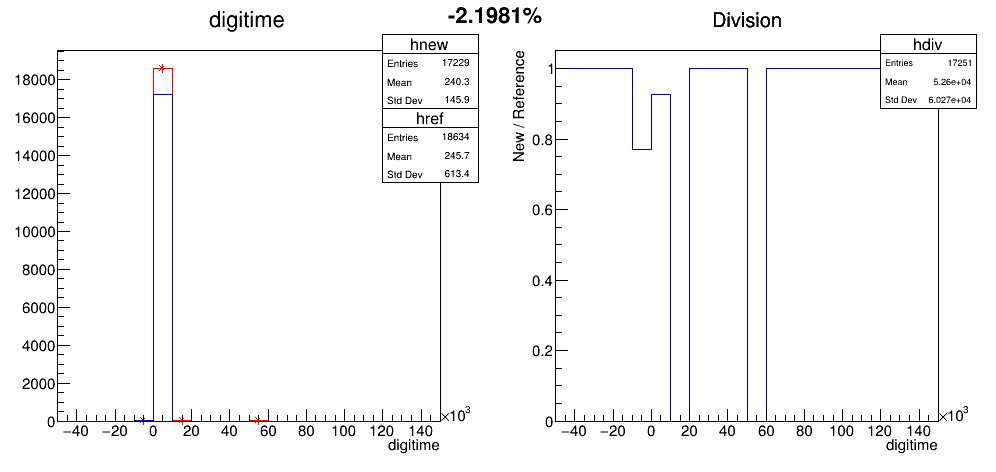 -2.1981%
digitime
hnew
Entries 17229
Mean 240.3
Std Dev 145.9
href
Entries 18634
Mean 245.7
Std Dev 613.4
18000
16000
14000
12000
10000
8000
6000
4000
2000
0
−40 −20 0 20 40 60 80 100 120 140
×10³
digitime
Division
hdiv
Entries 17251
Mean 5.26e+04
Std Dev 6.027e+04
New / Reference
1
0.8
0.6
0.4
0.2
0
−40 −20 0 20 40 60 80 100 120 140
×10³
digitime